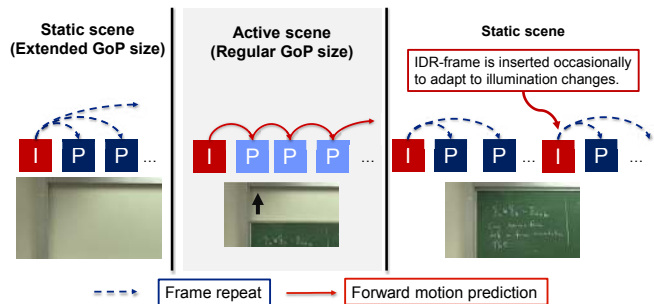 Static scene
(Extended GoP size)
Active scene
(Regular GoP size)
Static scene
IDR-frame is inserted occasionally
to adapt to illumination changes.
I P P ...
I P P P ...
I P P ... I P ...
Frame repeat
Forward motion prediction